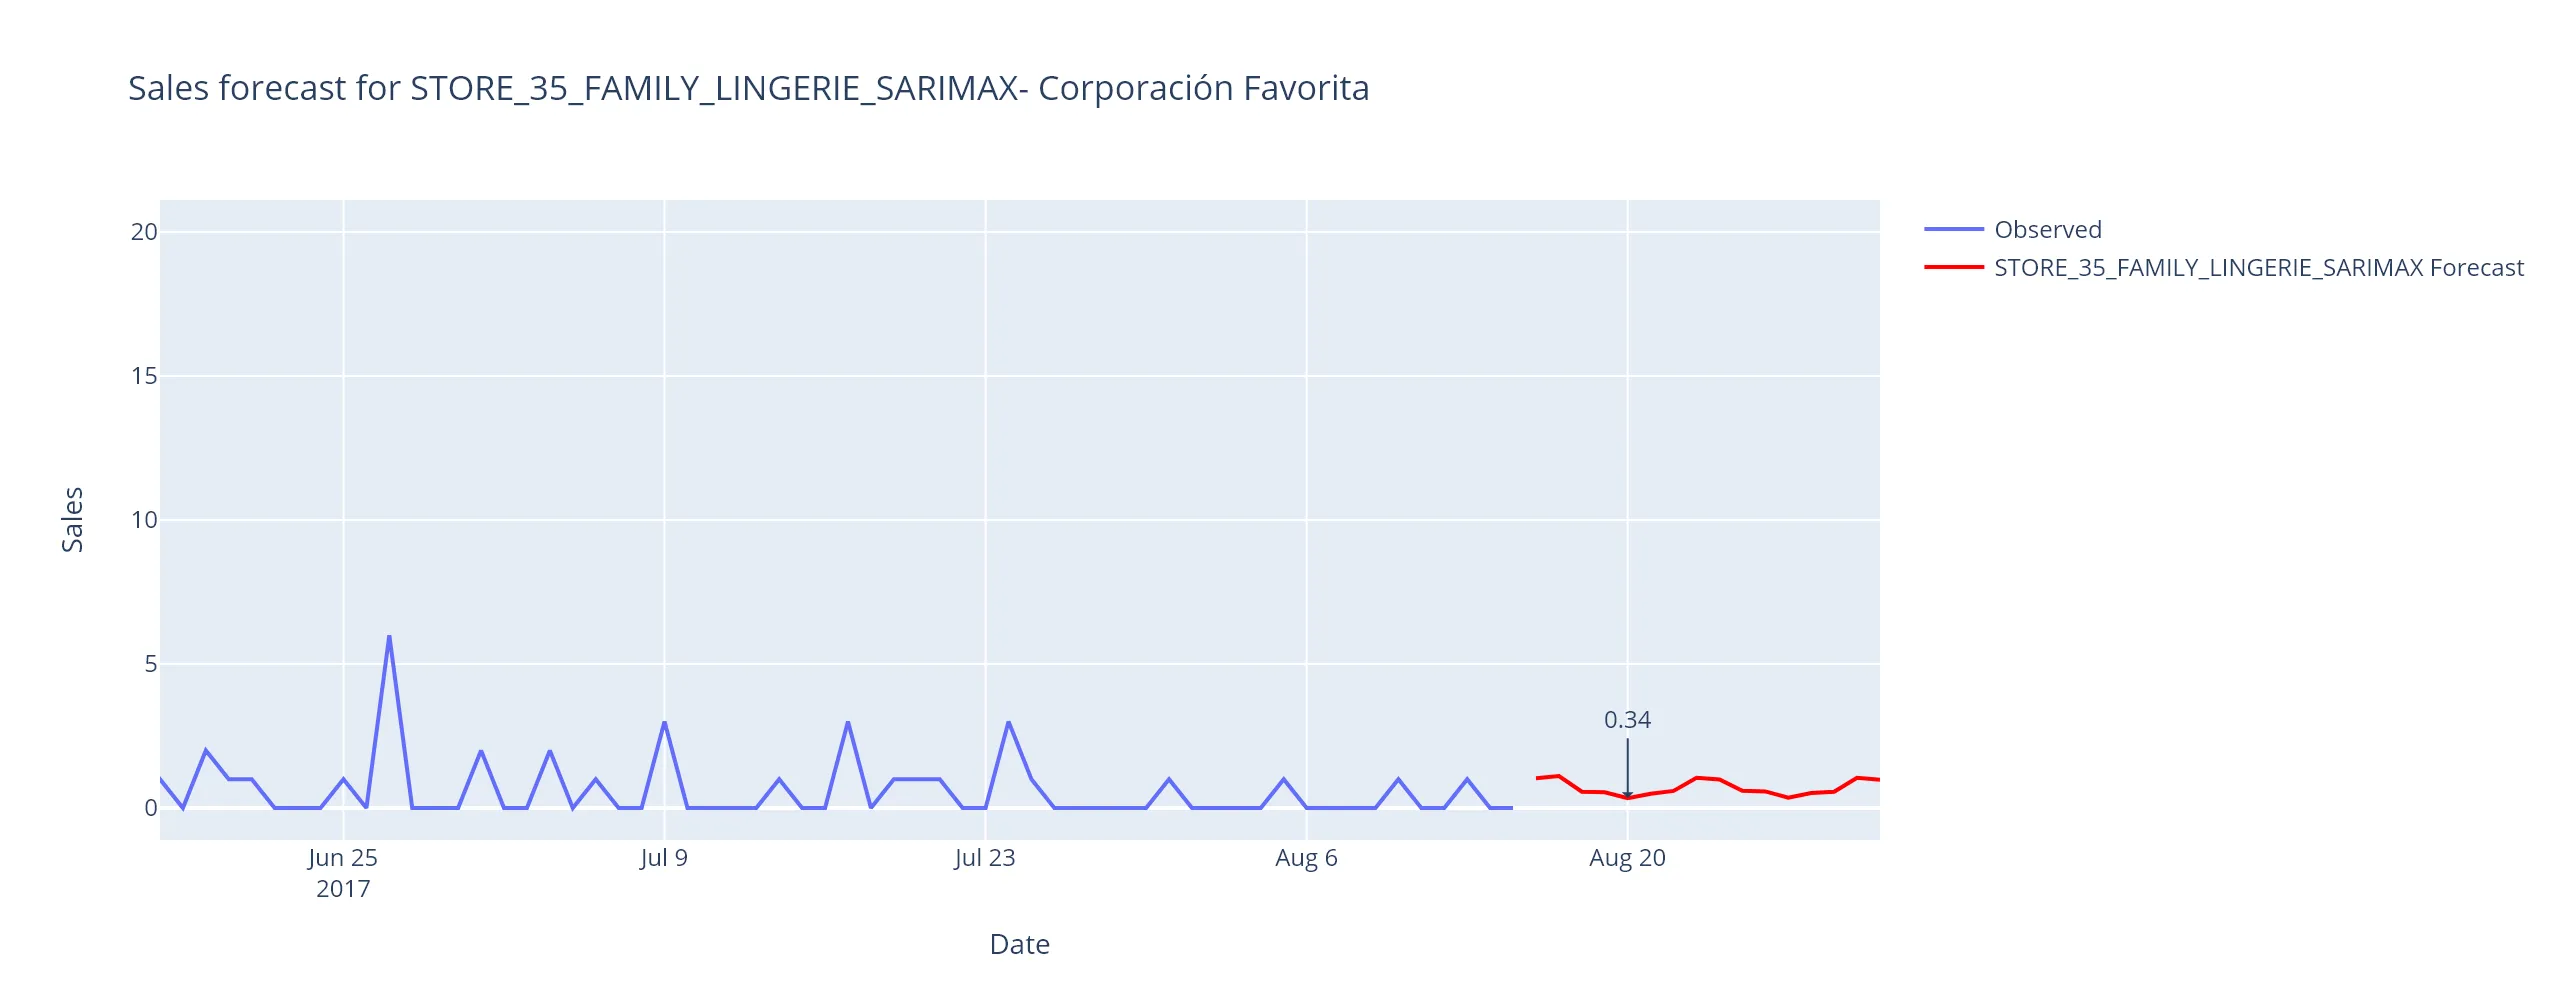 Sales forecast for STORE_35_FAMILY_LINGERIE_SARIMAX- Corporación Favorita
Observed
STORE_35_FAMILY_LINGERIE_SARIMAX Forecast
20
15
10
5
0
Sales
0.34
Jun 25
2017
Jul 9
Jul 23
Aug 6
Aug 20
Date